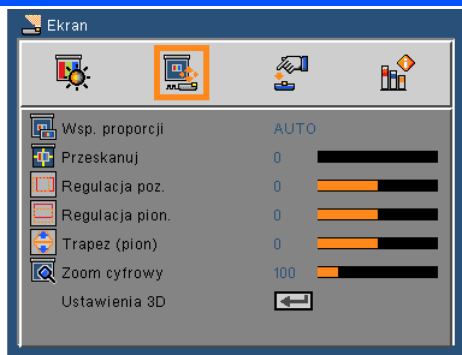 Ekran
Wsp. proporcji AUTO
Przeskanuj 0
Regulacja poz. 0
Regulacja pion. 0
Trapez (pion) 0
Zoom cyfrowy 100
Ustawienia 3D